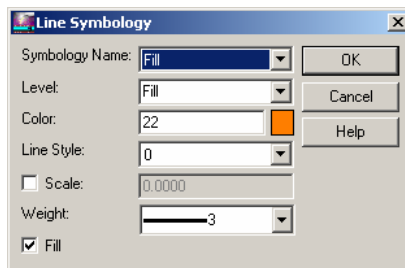 Line Symbology
Symbology Name: Fill
OK
Level: Fill
Cancel
Color: 22
Help
Line Style: 0
Scale: 0.0000
Weight: 3
Fill